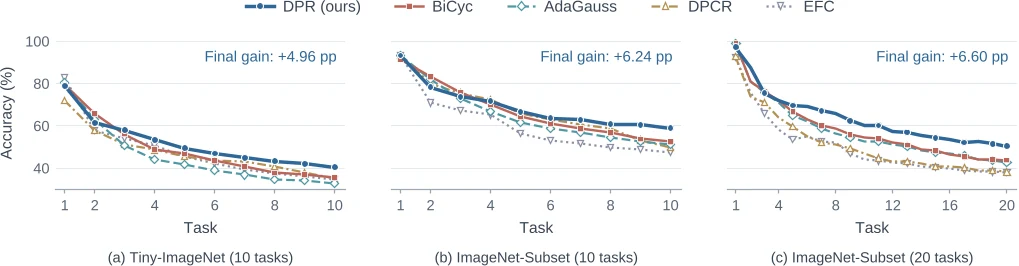 DPR (ours) BiCyc AdaGauss DPCR EFC
Accuracy (%)
100
80
60
40
Final gain: +4.96 pp
1 2 4 6 8 10
Task
(a) Tiny-ImageNet (10 tasks)
Final gain: +6.24 pp
1 2 4 6 8 10
Task
(b) ImageNet-Subset (10 tasks)
Final gain: +6.60 pp
1 4 8 12 16 20
Task
(c) ImageNet-Subset (20 tasks)